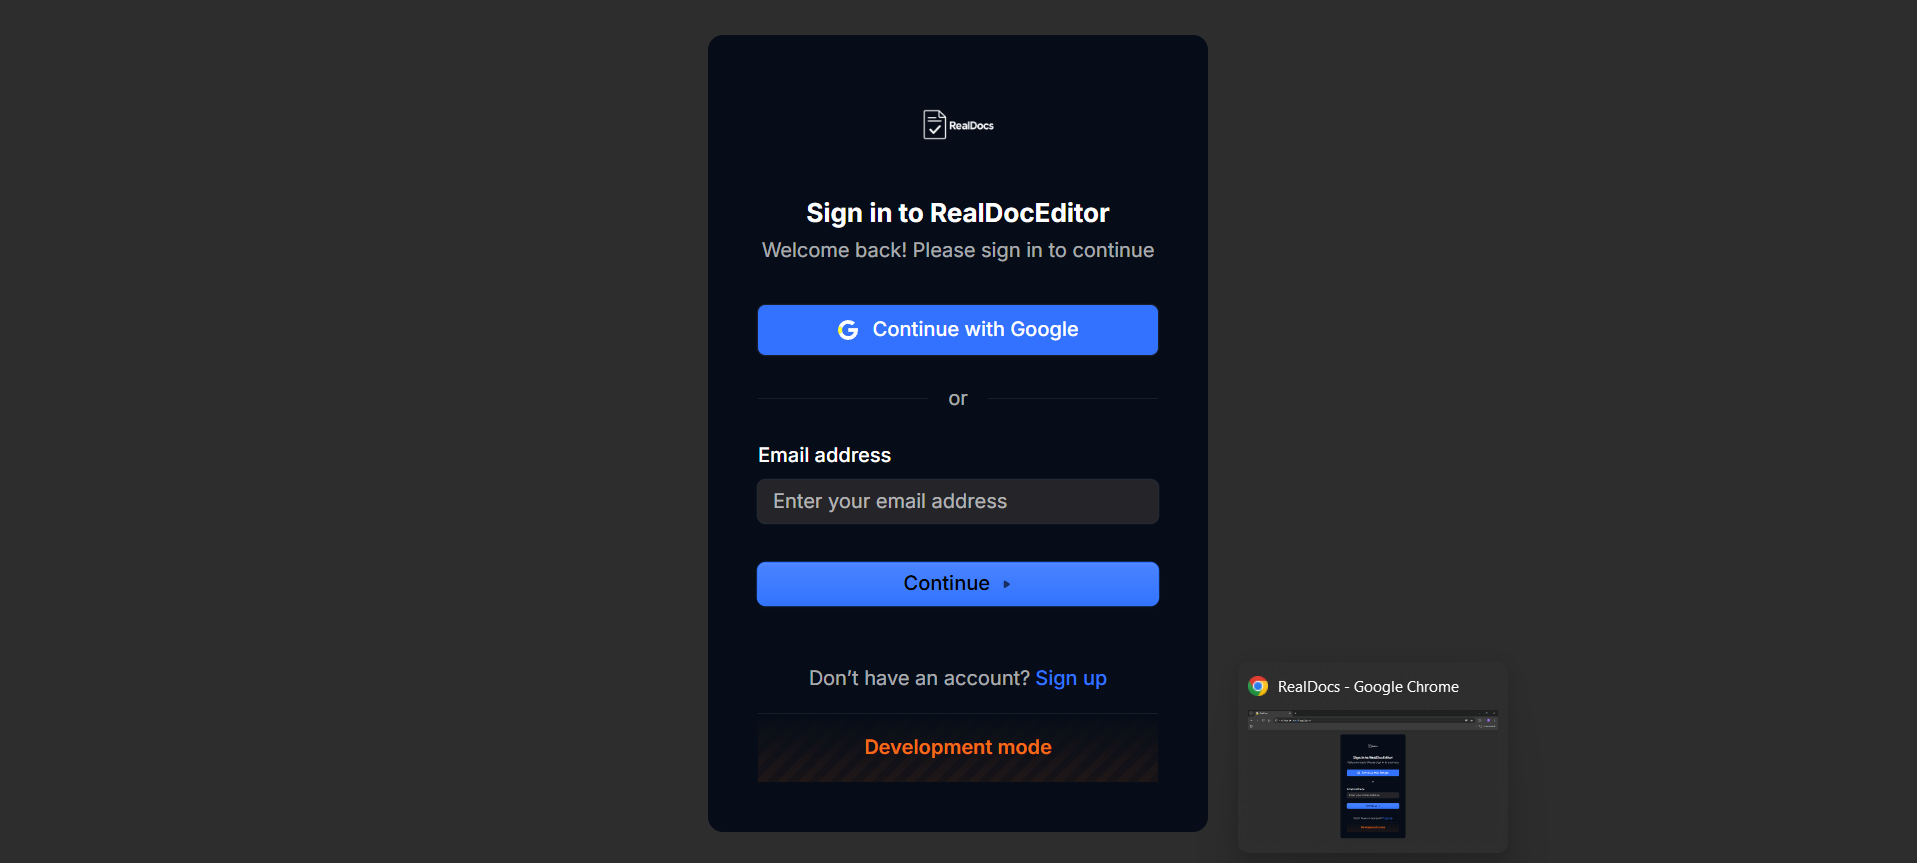 RealDocs
Sign in to RealDocEditor
Welcome back! Please sign in to continue
Continue with Google
or
Email address
Enter your email address
Continue
Don’t have an account? Sign up
Development mode
RealDocs - Google Chrome